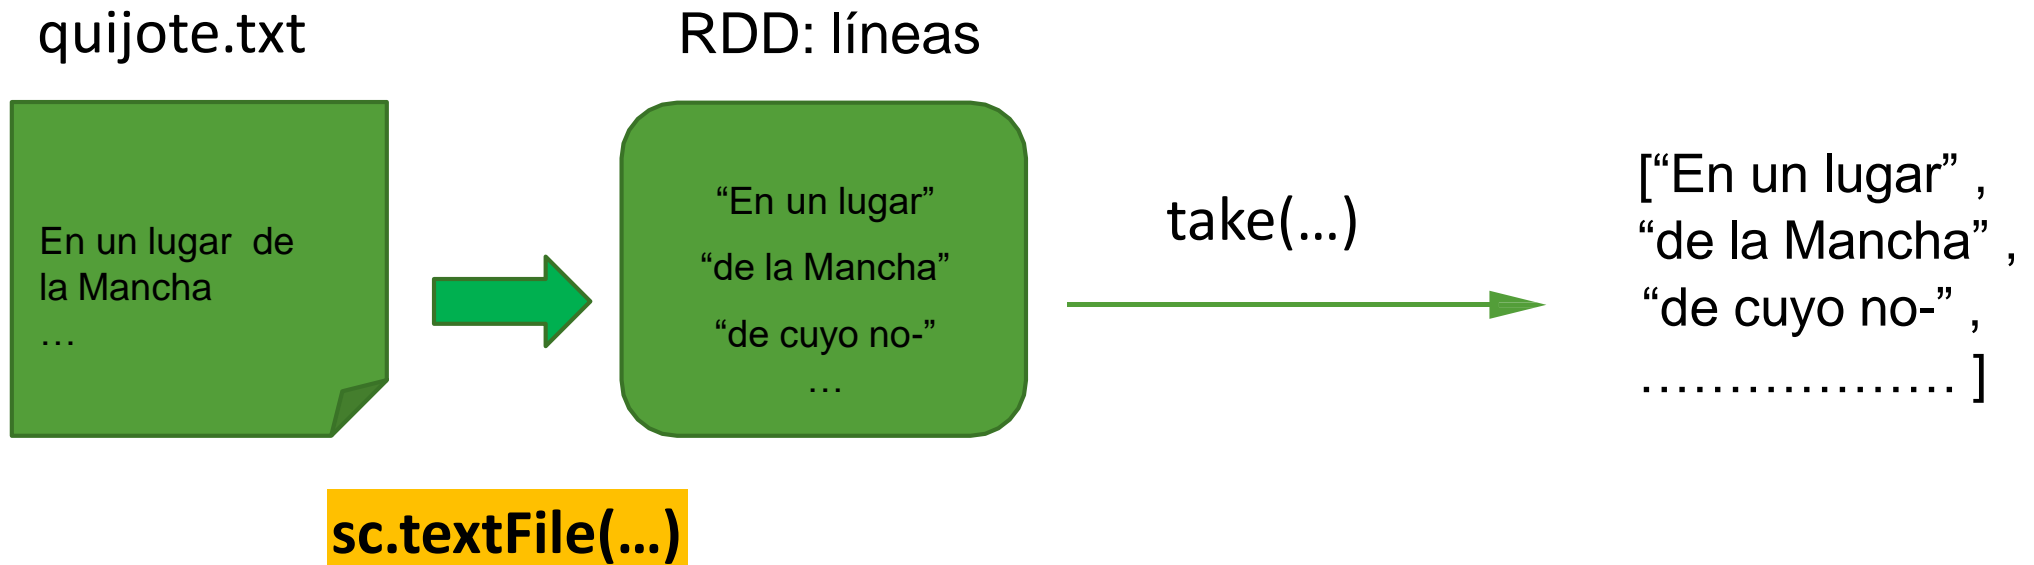 quijote.txt
RDD: líneas
En un lugar  de
la Mancha
…
“En un lugar”
“de la Mancha”
“de cuyo no-”
…
take(…)
[“En un lugar” ,
“de la Mancha” ,
“de cuyo no-” ,
……………… ]
sc.textFile(…)